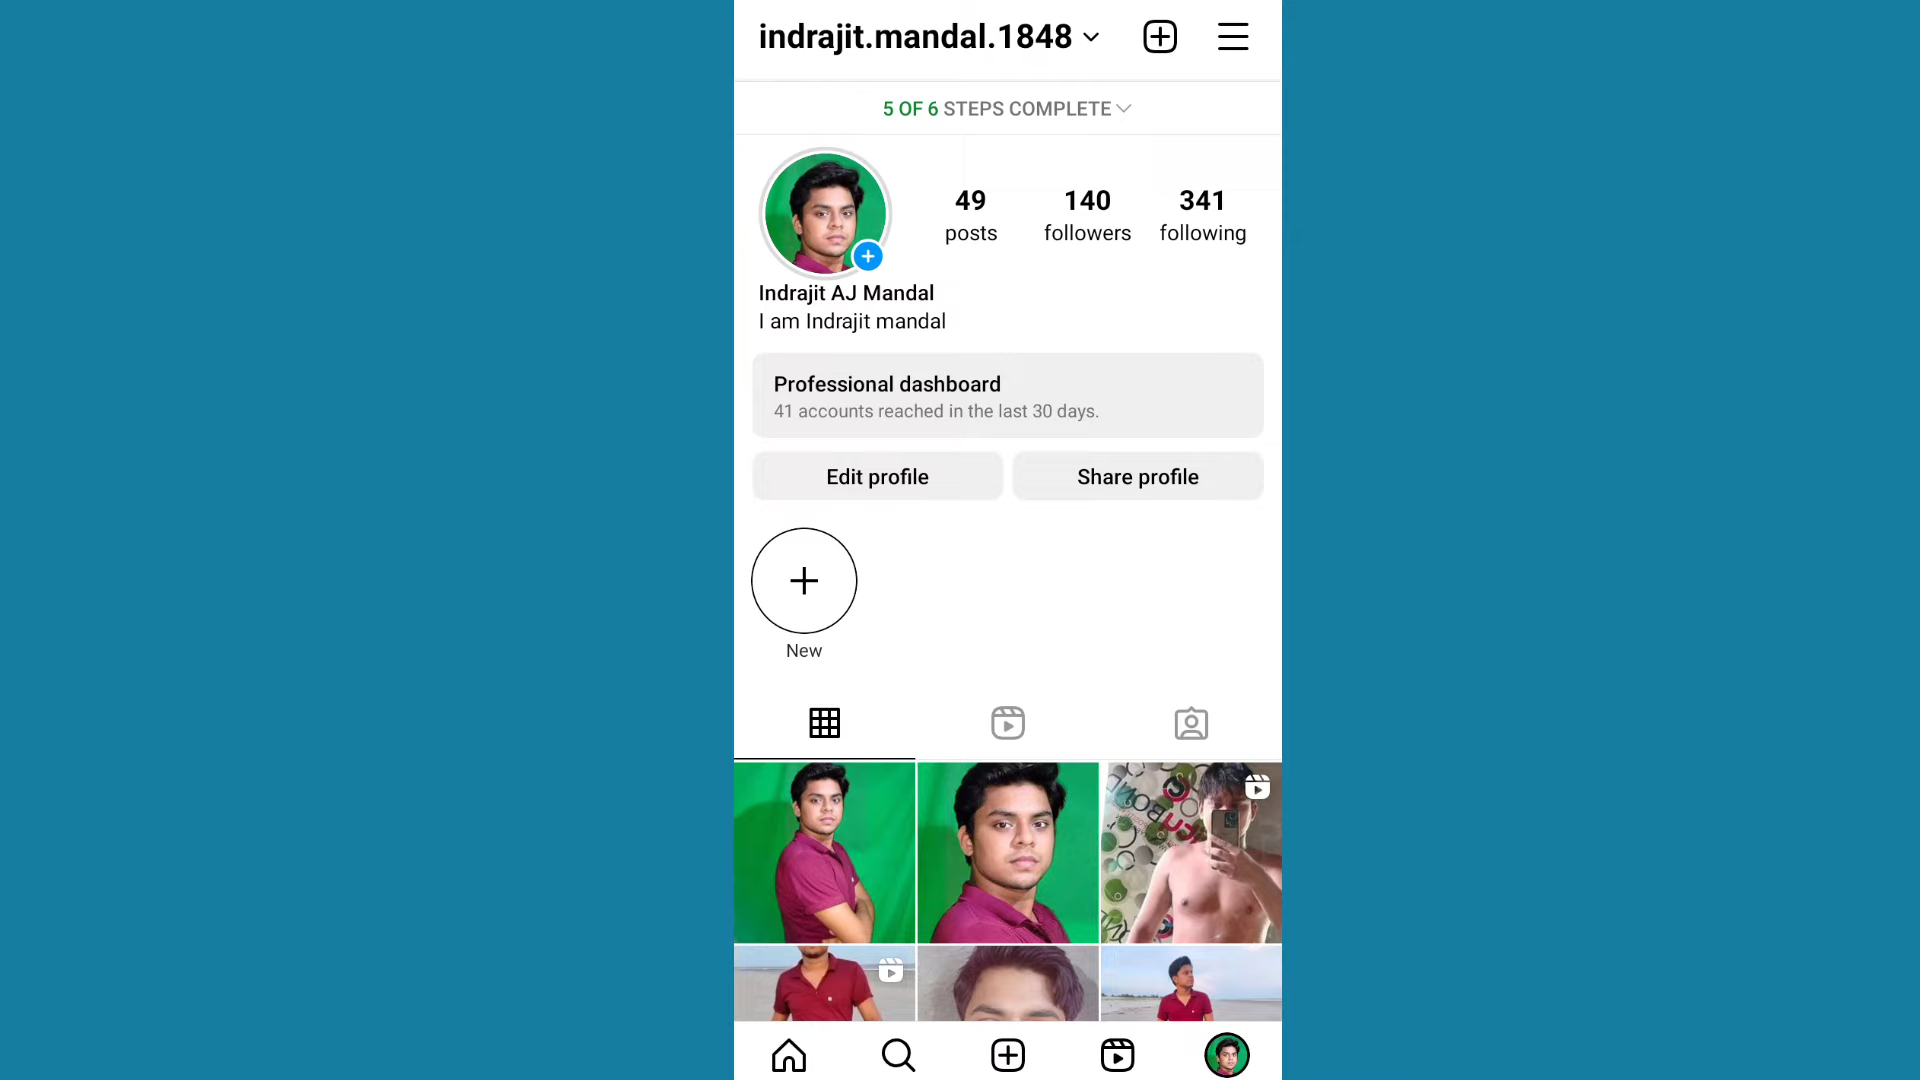 indrajit.mandal.1848
5 OF 6 STEPS COMPLETE
49 140 341
posts followers following
Indrajit AJ Mandal
I am Indrajit mandal
Professional dashboard
41 accounts reached in the last 30 days.
Edit profile Share profile
New